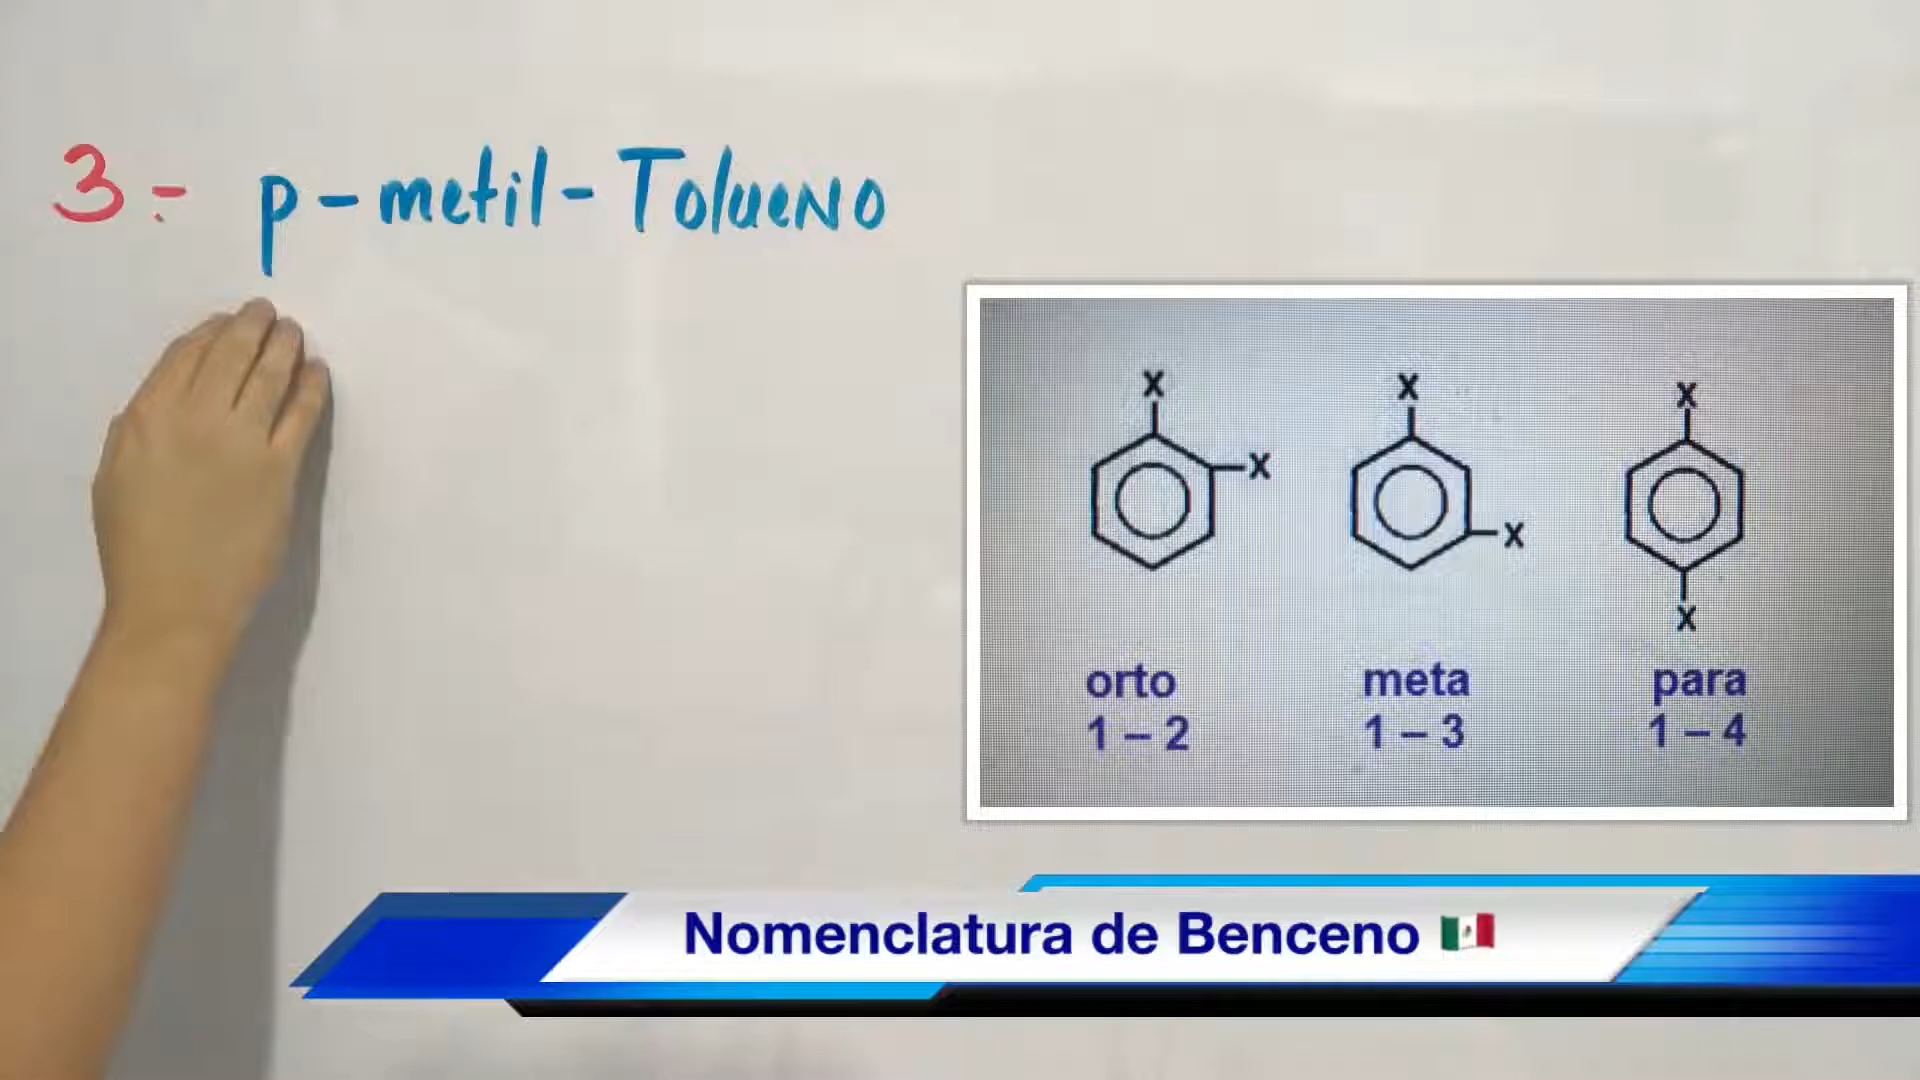 3.- p-metil-Tolueno
X X X
X
X
X
orto meta para
1 – 2 1 – 3 1 – 4
Nomenclatura de Benceno 🇲🇽